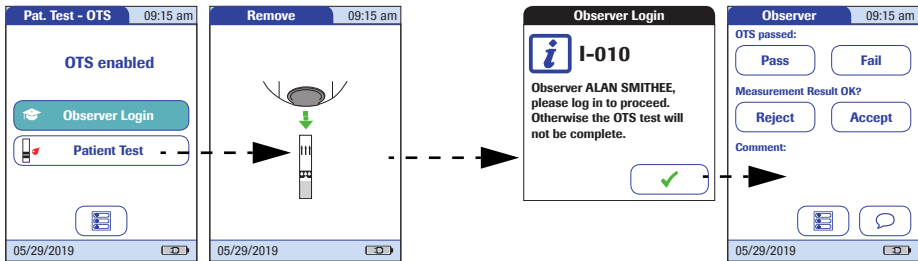 Pat. Test - OTS 09:15 am
OTS enabled
Observer Login
Patient Test
05/29/2019
Remove 09:15 am
05/29/2019
Observer Login
I-010
Observer ALAN SMITHEE,
please log in to proceed.
Otherwise the OTS test will
not be complete.
Observer 09:15 am
OTS passed:
Pass Fail
Measurement Result OK?
Reject Accept
Comment:
05/29/2019